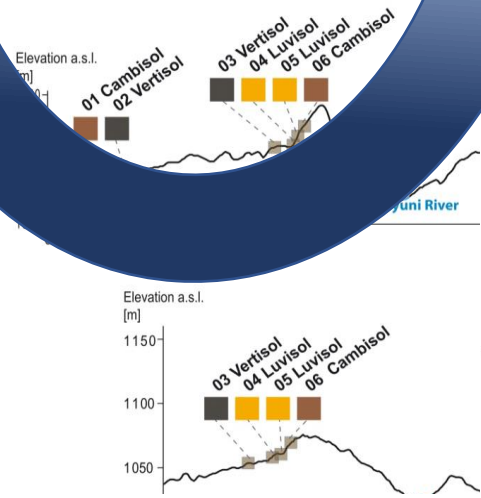 Elevation a.s.l.
01 Cambisol
02 Vertisol
03 Vertisol
04 Luvisol
05 Luvisol
06 Cambisol
River
Elevation a.s.l.
[m]
1150
1100
1050
03 Vertisol
04 Luvisol
05 Luvisol
06 Cambisol